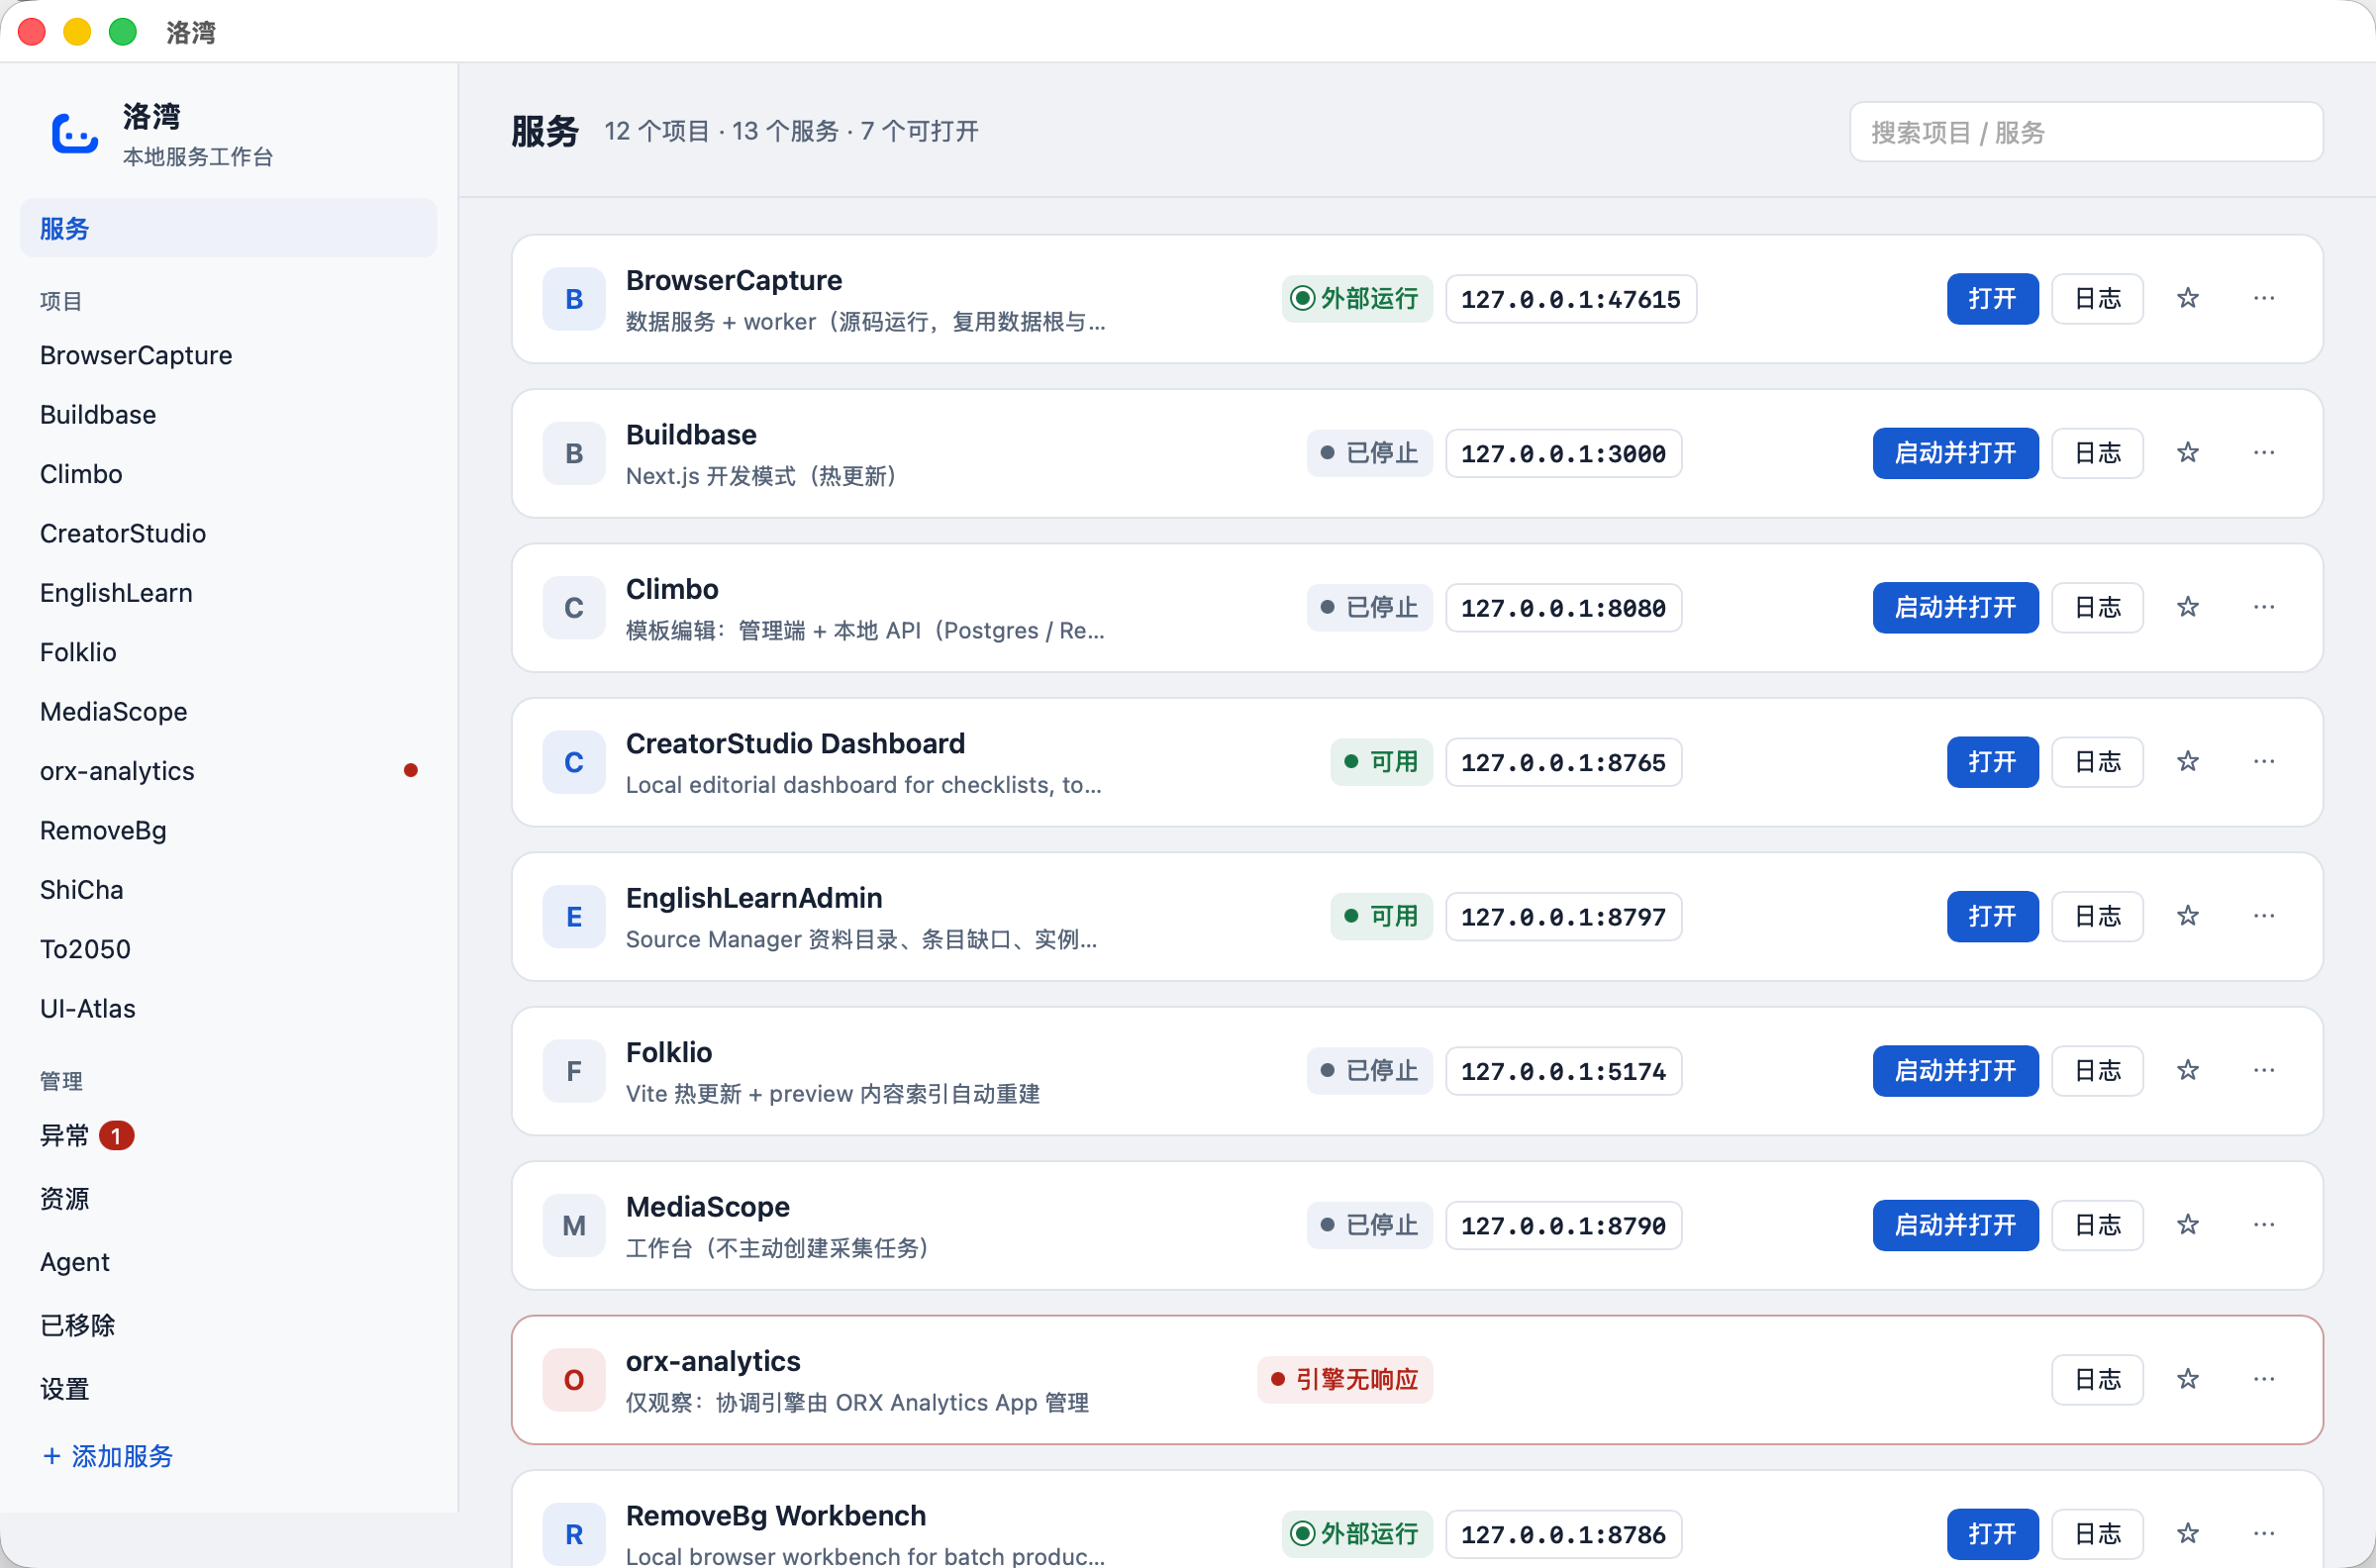 洛湾
洛湾
本地服务工作台
服务
项目
BrowserCapture
Buildbase
Climbo
CreatorStudio
EnglishLearn
Folklio
MediaScope
orx-analytics
RemoveBg
ShiCha
To2050
UI-Atlas
管理
异常 1
资源
Agent
已移除
设置
+ 添加服务
服务 12 个项目 · 13 个服务 · 7 个可打开
搜索项目 / 服务
B BrowserCapture
数据服务 + worker（源码运行，复用数据根与...
外部运行 127.0.0.1:47615 打开 日志 ☆ ···
B Buildbase
Next.js 开发模式（热更新）
已停止 127.0.0.1:3000 启动并打开 日志 ☆ ···
C Climbo
模板编辑：管理端 + 本地 API（Postgres / Re...
已停止 127.0.0.1:8080 启动并打开 日志 ☆ ···
C CreatorStudio Dashboard
Local editorial dashboard for checklists, to...
可用 127.0.0.1:8765 打开 日志 ☆ ···
E EnglishLearnAdmin
Source Manager 资料目录、条目缺口、实例...
可用 127.0.0.1:8797 打开 日志 ☆ ···
F Folklio
Vite 热更新 + preview 内容索引自动重建
已停止 127.0.0.1:5174 启动并打开 日志 ☆ ···
M MediaScope
工作台（不主动创建采集任务）
已停止 127.0.0.1:8790 启动并打开 日志 ☆ ···
O orx-analytics
仅观察：协调引擎由 ORX Analytics App 管理
引擎无响应 日志 ☆ ···
R RemoveBg Workbench
Local browser workbench for batch produc...
外部运行 127.0.0.1:8786 打开 日志 ☆ ···